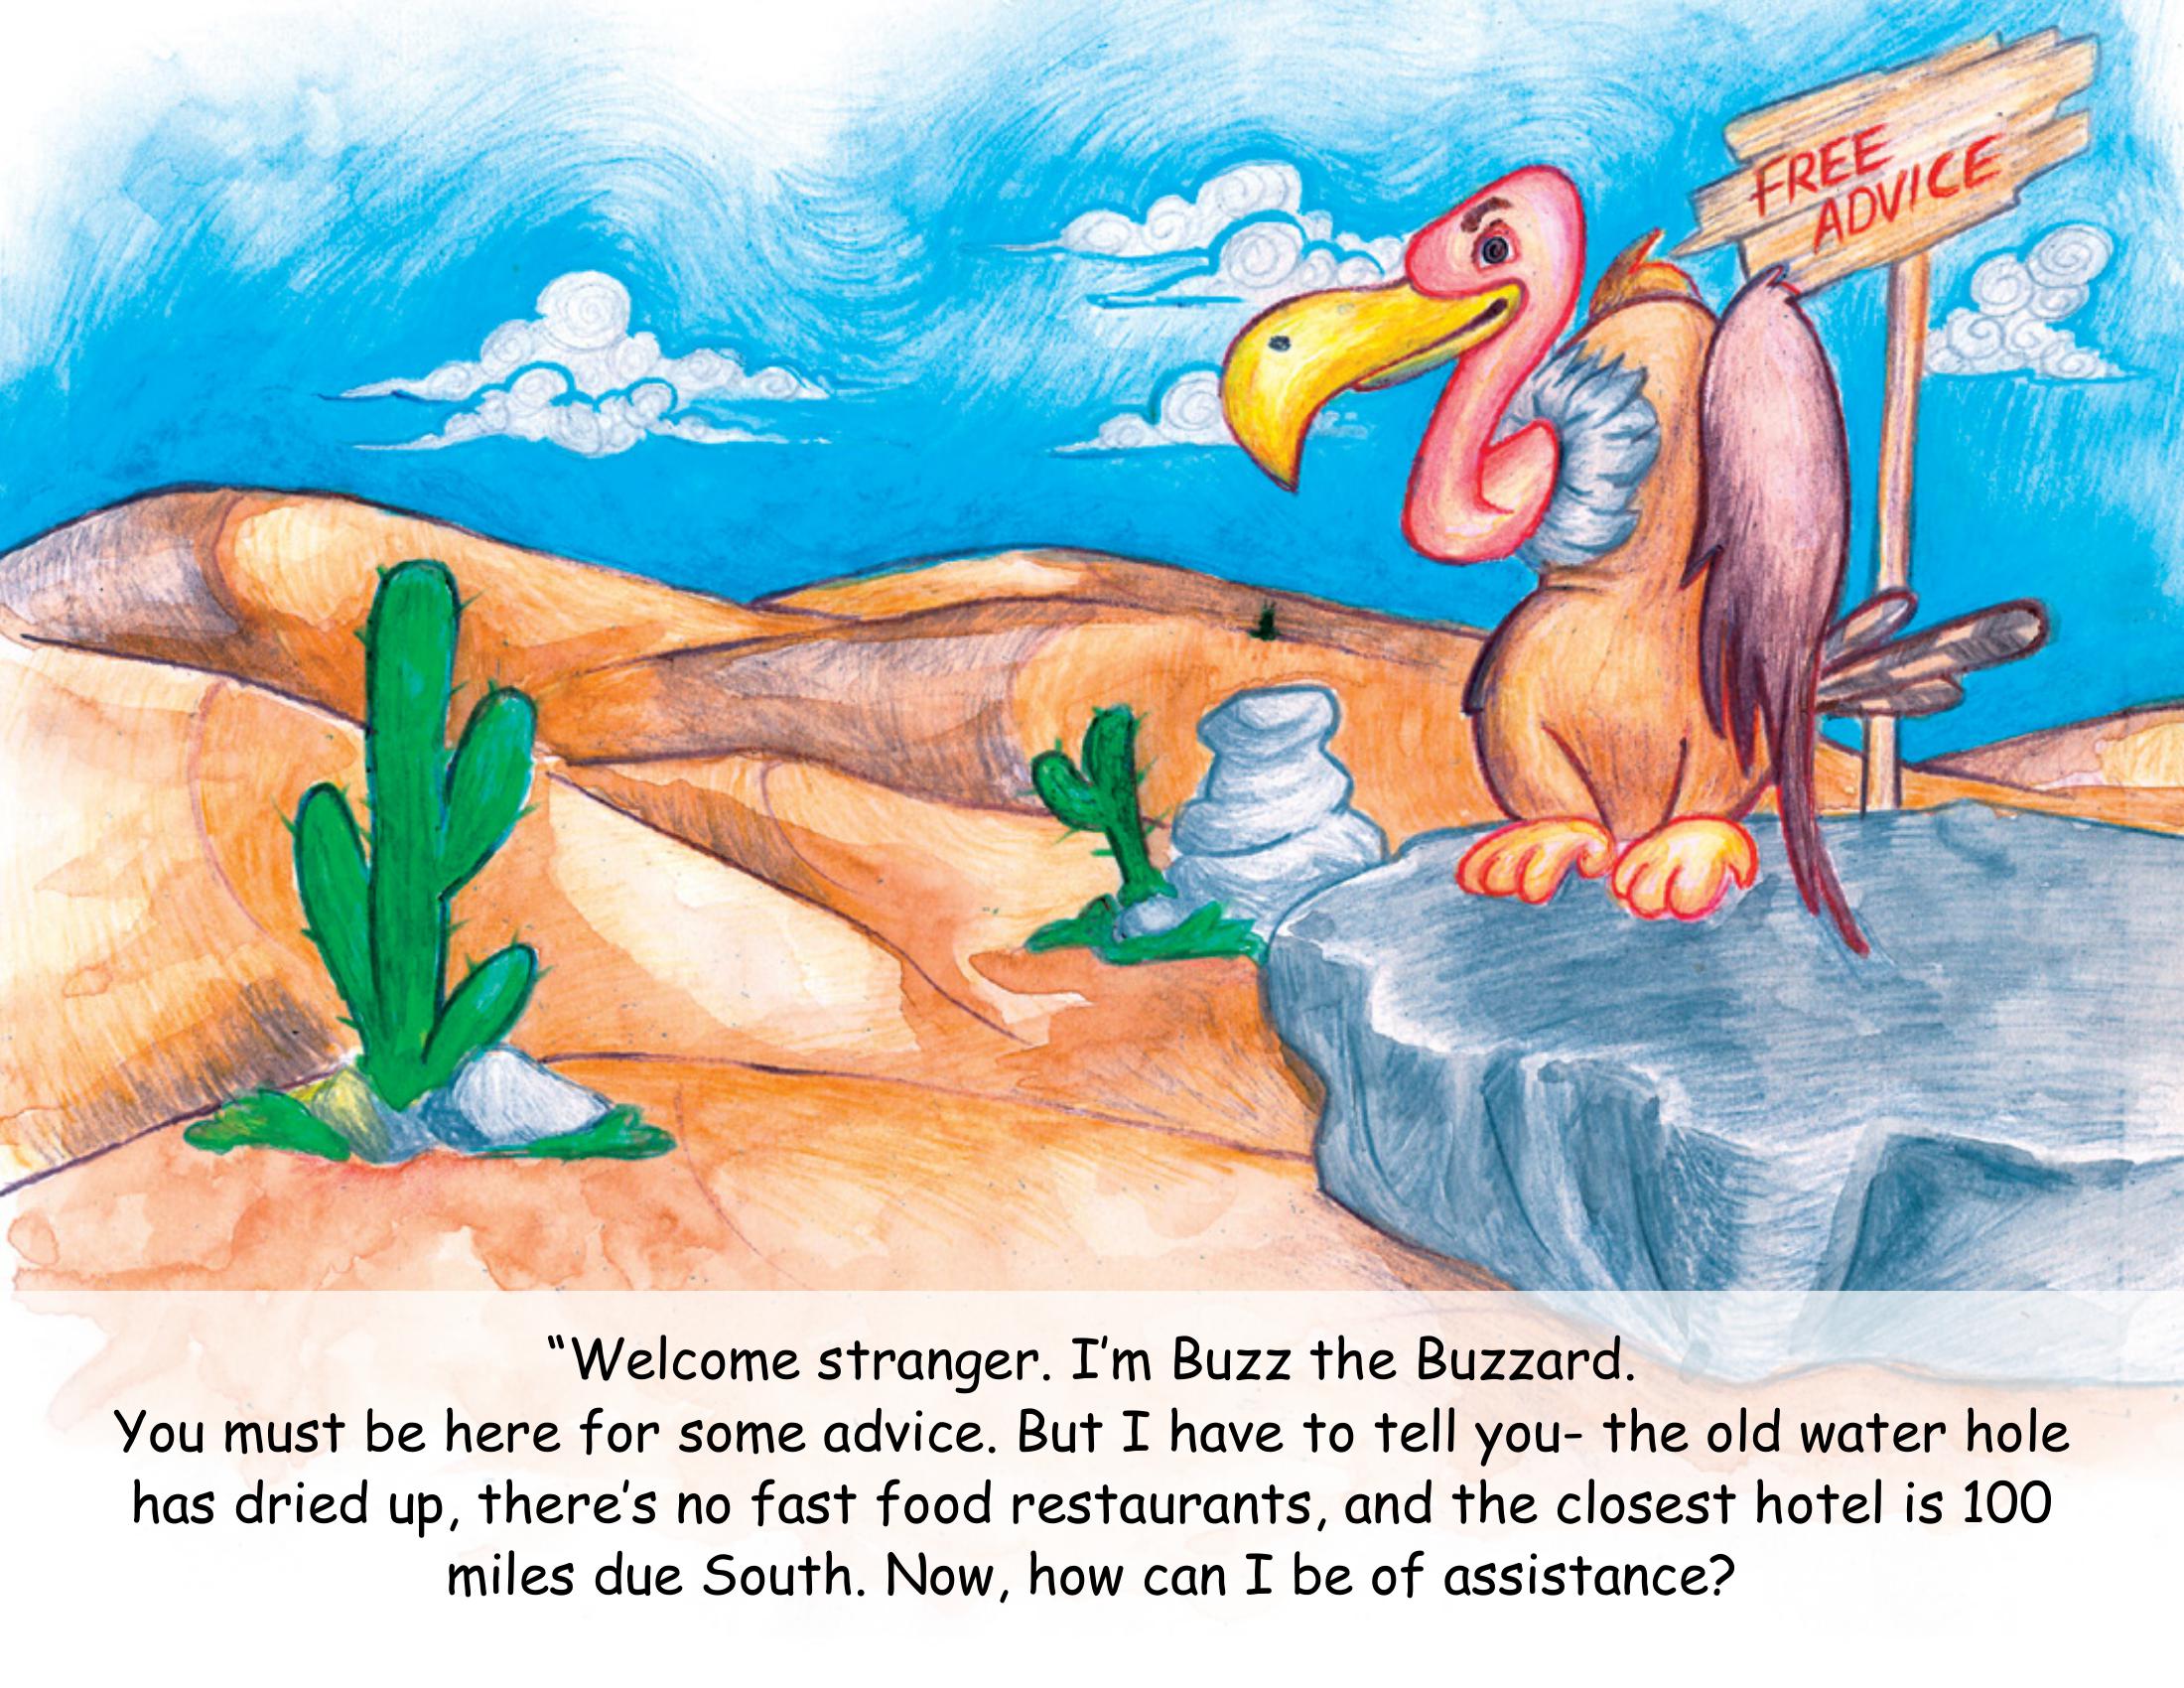 FREE
ADVICE
“Welcome stranger. I’m Buzz the Buzzard.
You must be here for some advice. But I have to tell you- the old water hole
has dried up, there’s no fast food restaurants, and the closest hotel is 100
miles due South. Now, how can I be of assistance?